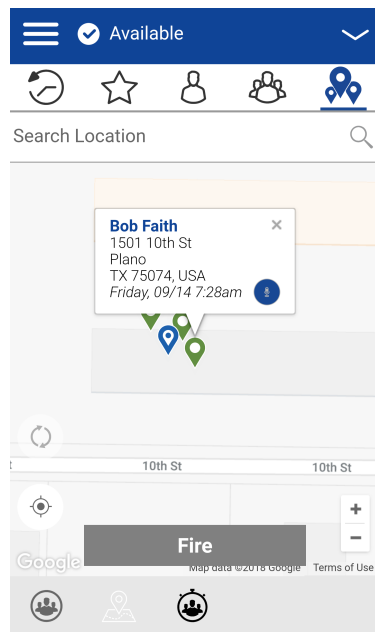 Available
Search Location
Bob Faith
1501 10th St
Plano
TX 75074, USA
Friday, 09/14 7:28am
10th St
10th St
+
−
Fire
Google
Map data ©2018 Google
Terms of Use